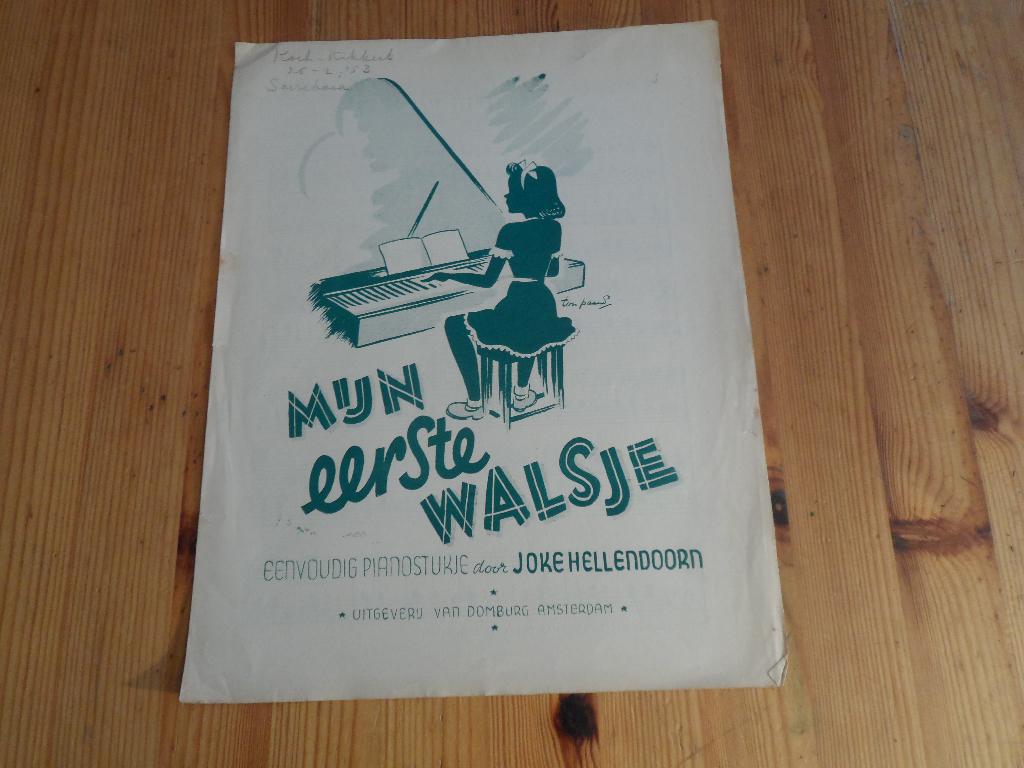 MIJN
eerste
WALSJE
EENVOUDIG PIANOSTUKJE door JOKE HELLENDOORN
* UITGEVERIJ VAN DOMBURG AMSTERDAM *